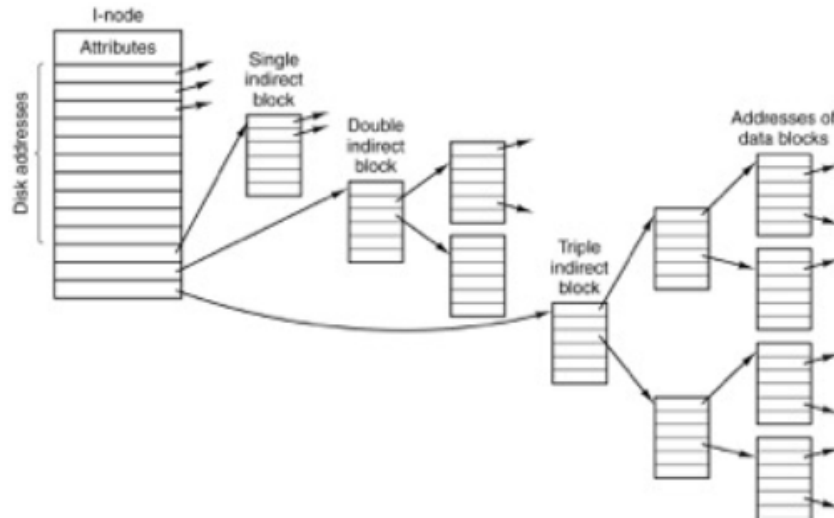 I-node
Attributes
Disk addresses
Single
indirect
block
Double
indirect
block
Triple
indirect
block
Addresses of
data blocks